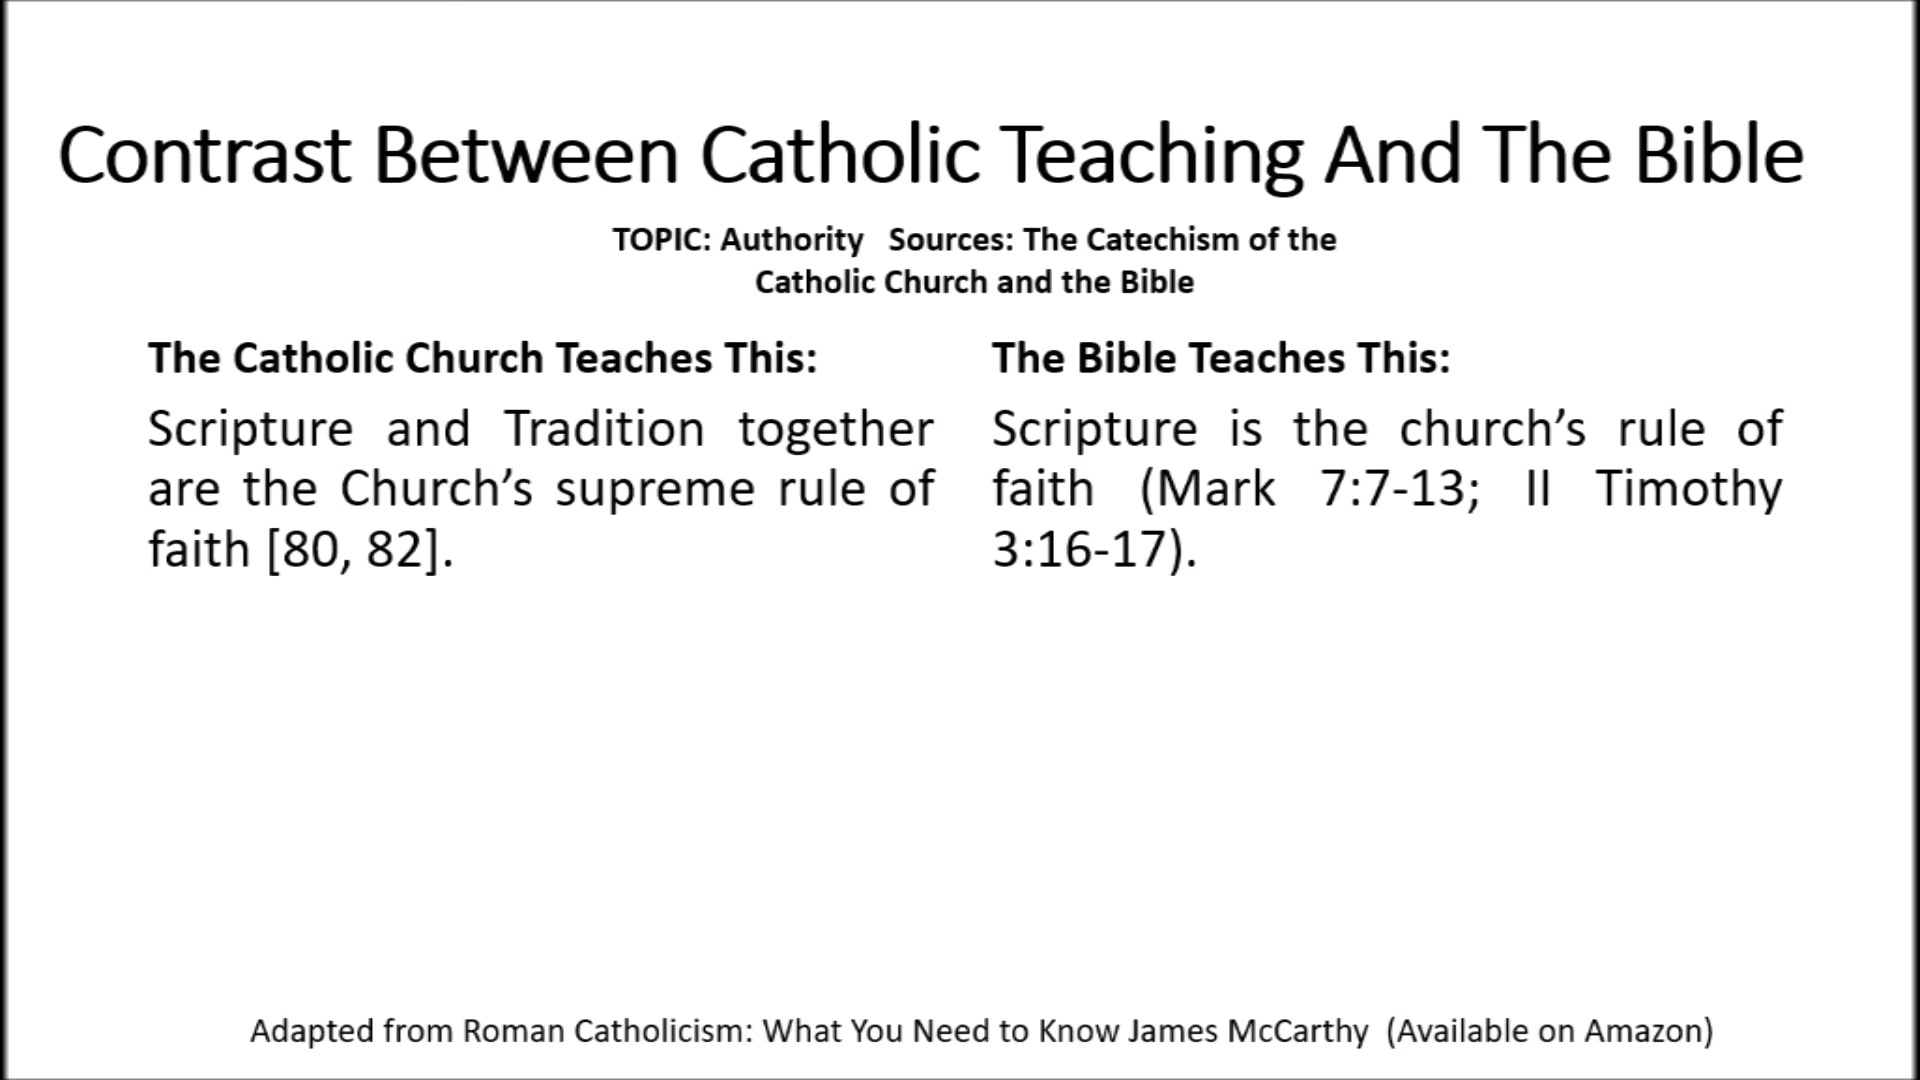 Contrast Between Catholic Teaching And The Bible
TOPIC: Authority   Sources: The Catechism of the
Catholic Church and the Bible
The Catholic Church Teaches This:
Scripture and Tradition together
are the Church’s supreme rule of
faith [80, 82].
The Bible Teaches This:
Scripture is the church’s rule of
faith (Mark 7:7-13; II Timothy
3:16-17).
Adapted from Roman Catholicism: What You Need to Know James McCarthy  (Available on Amazon)